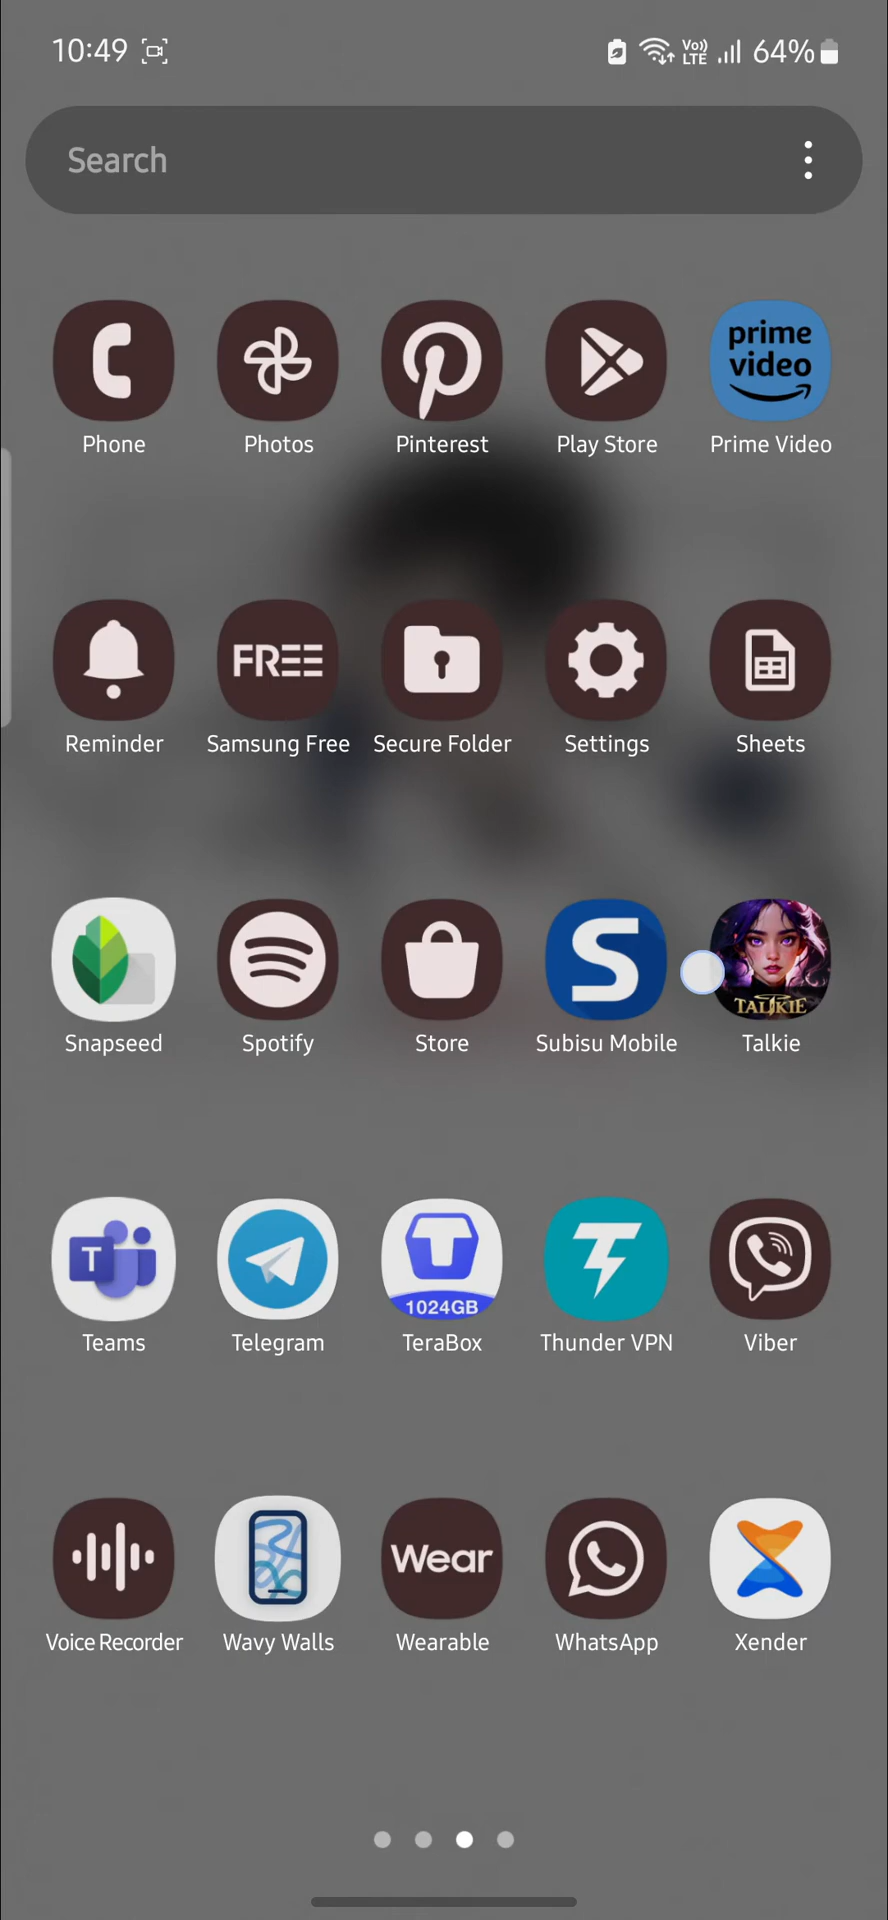 10:49 Vo)) LTE 64%
Search
prime video
Phone Photos Pinterest Play Store Prime Video
FREE
Reminder Samsung Free Secure Folder Settings Sheets
S TALKIE
Snapseed Spotify Store Subisu Mobile Talkie
T 1024GB
Teams Telegram TeraBox Thunder VPN Viber
Wear
Voice Recorder Wavy Walls Wearable WhatsApp Xender